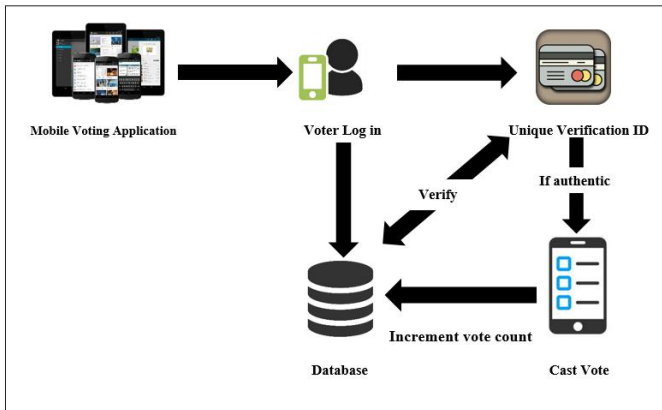 Mobile Voting Application
Voter Log in
Unique Verification ID
Verify
If authentic
Increment vote count
Database
Cast Vote